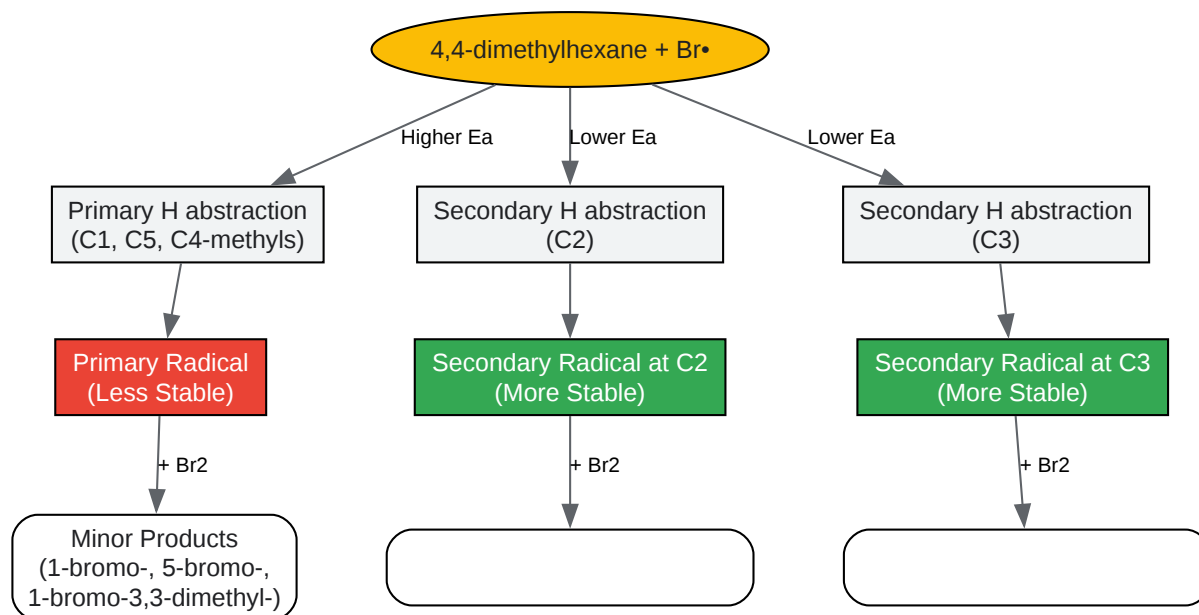 4,4-dimethylhexane + Br•
Higher Ea
Lower Ea
Lower Ea
Primary H abstraction
(C1, C5, C4-methyls)
Secondary H abstraction
(C2)
Secondary H abstraction
(C3)
Primary Radical
(Less Stable)
Secondary Radical at C2
(More Stable)
Secondary Radical at C3
(More Stable)
+ Br2
+ Br2
+ Br2
Minor Products
(1-bromo-, 5-bromo-,
1-bromo-3,3-dimethyl-)